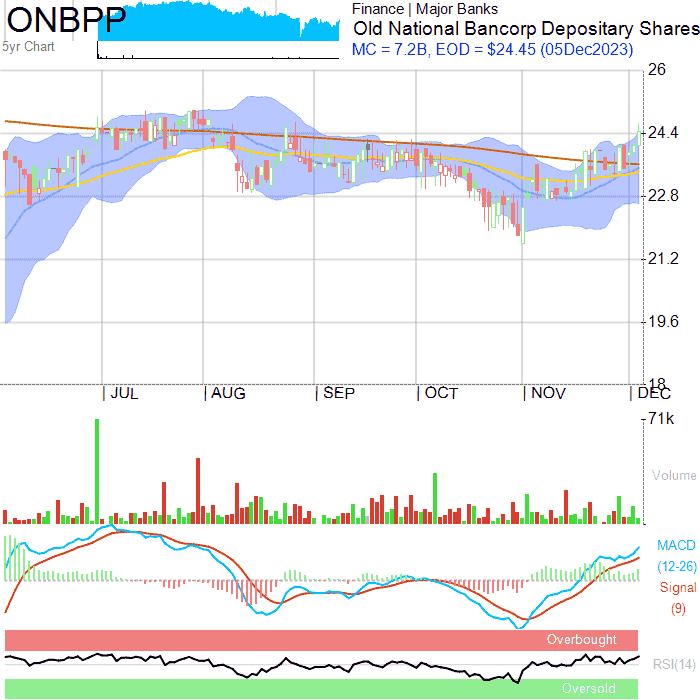 ONBPP
5yr Chart
Finance | Major Banks
Old National Bancorp Depositary Shares
MC = 7.2B, EOD = $24.45 (05Dec2023)
26
24.4
22.8
21.2
19.6
18
JUL AUG SEP OCT NOV DEC
71k
Volume
MACD
(12-26)
Signal
(9)
Overbought
RSI(14)
Oversold